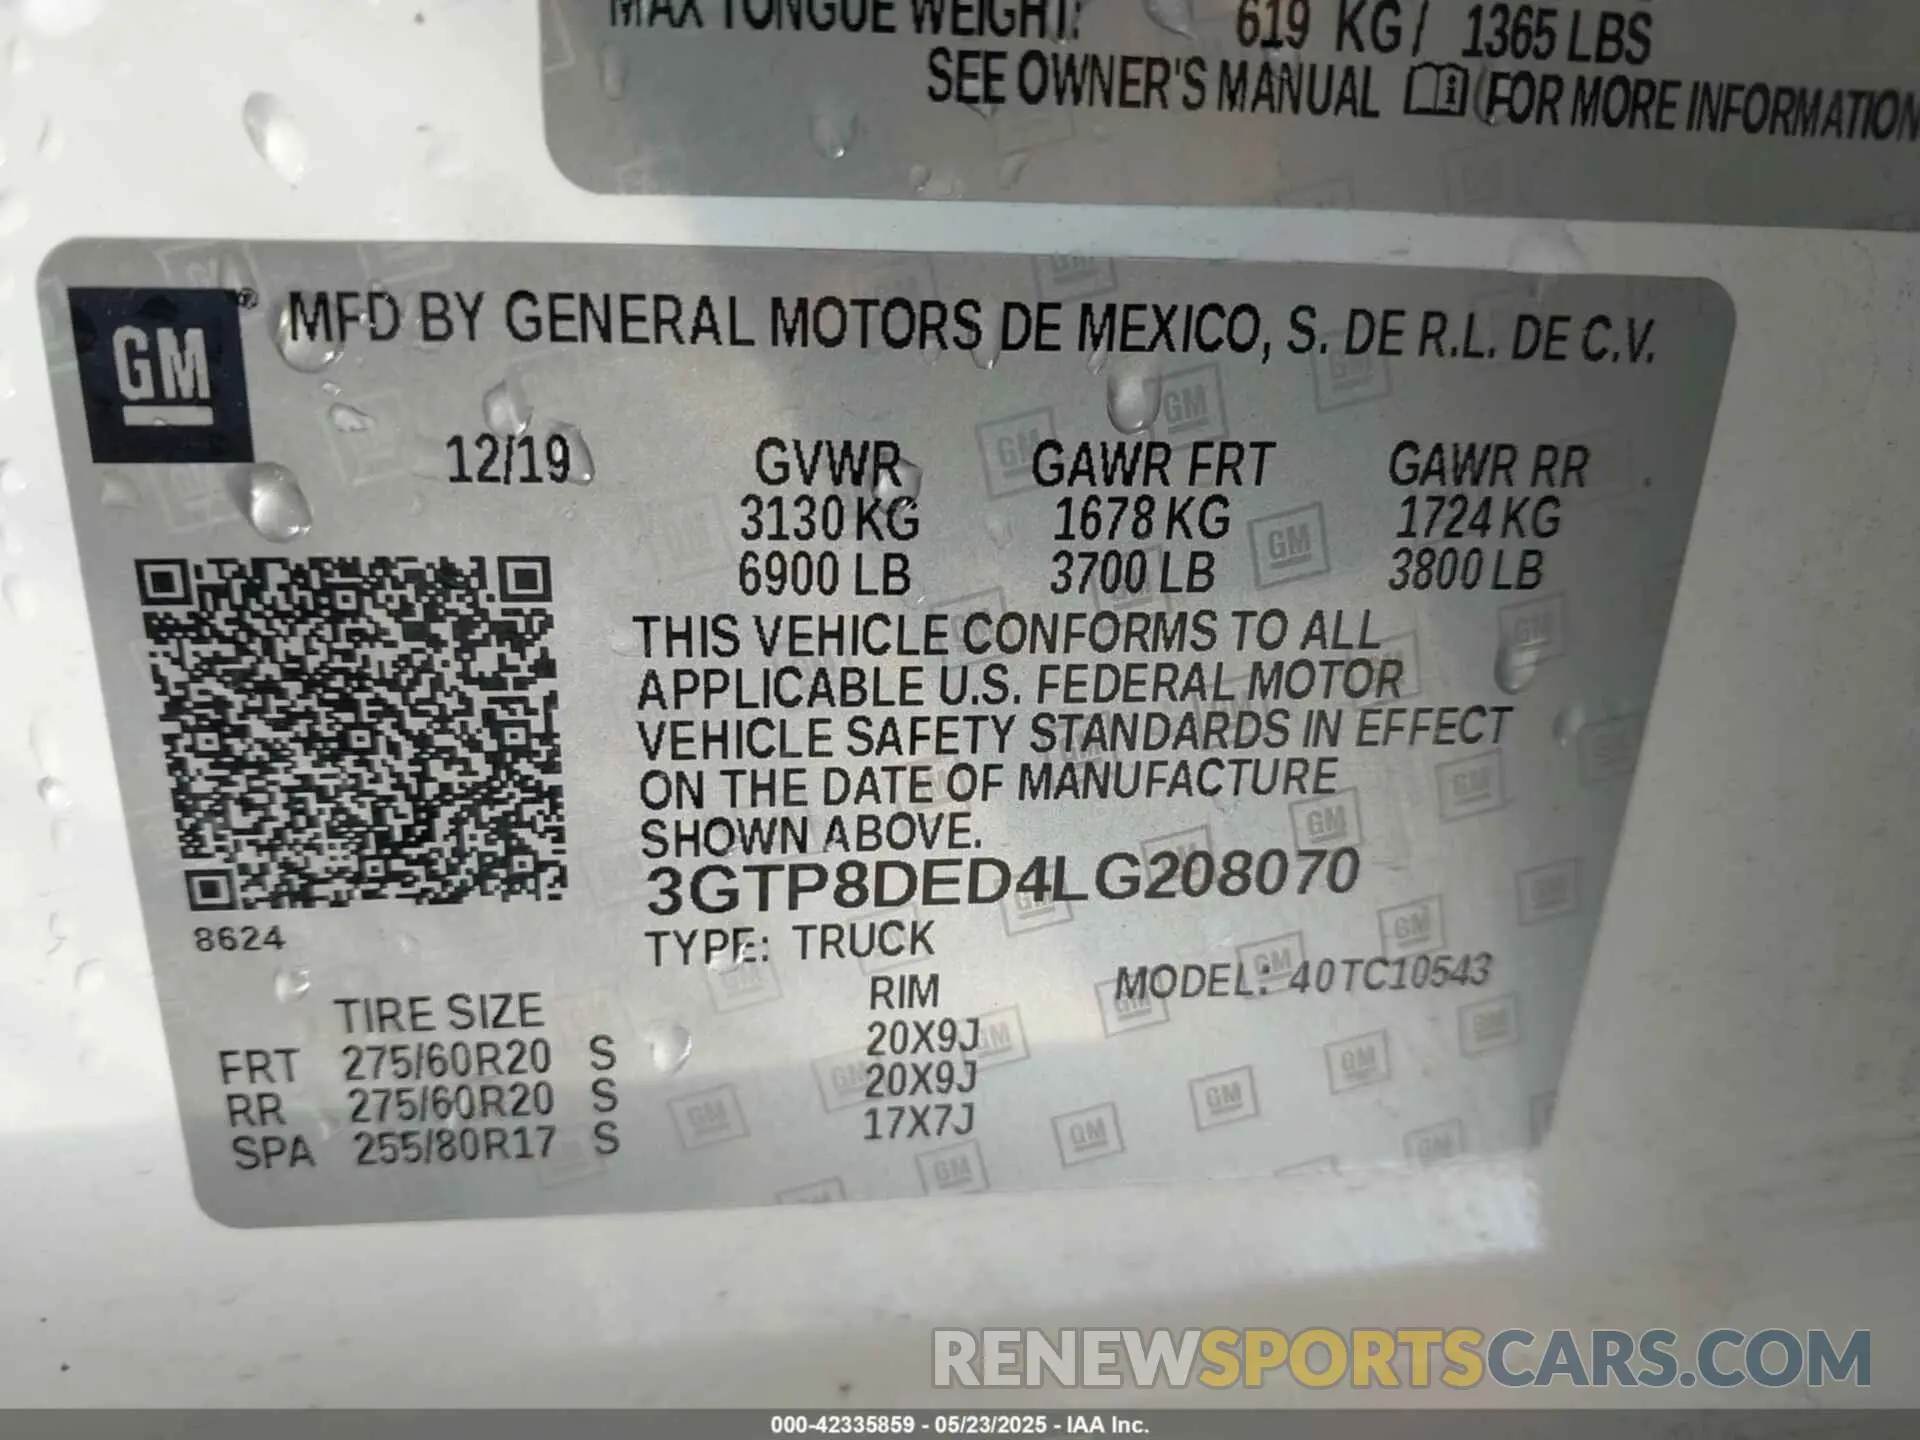 MAX TONGUE WEIGHT: 619 KG / 1365 LBS
SEE OWNER'S MANUAL FOR MORE INFORMATION
GM ® MFD BY GENERAL MOTORS DE MEXICO, S. DE R.L. DE C.V.
12/19 GVWR GAWR FRT GAWR RR
3130 KG 1678 KG 1724 KG
6900 LB 3700 LB 3800 LB
THIS VEHICLE CONFORMS TO ALL
APPLICABLE U.S. FEDERAL MOTOR
VEHICLE SAFETY STANDARDS IN EFFECT
ON THE DATE OF MANUFACTURE
SHOWN ABOVE.
3GTP8DED4LG208070
8624
TYPE: TRUCK
MODEL: 40TC10543
TIRE SIZE RIM
FRT 275/60R20 S 20X9J
RR 275/60R20 S 20X9J
SPA 255/80R17 S 17X7J
RENEWSPORTSCARS.COM
000-42335859 - 05/23/2025 - IAA Inc.